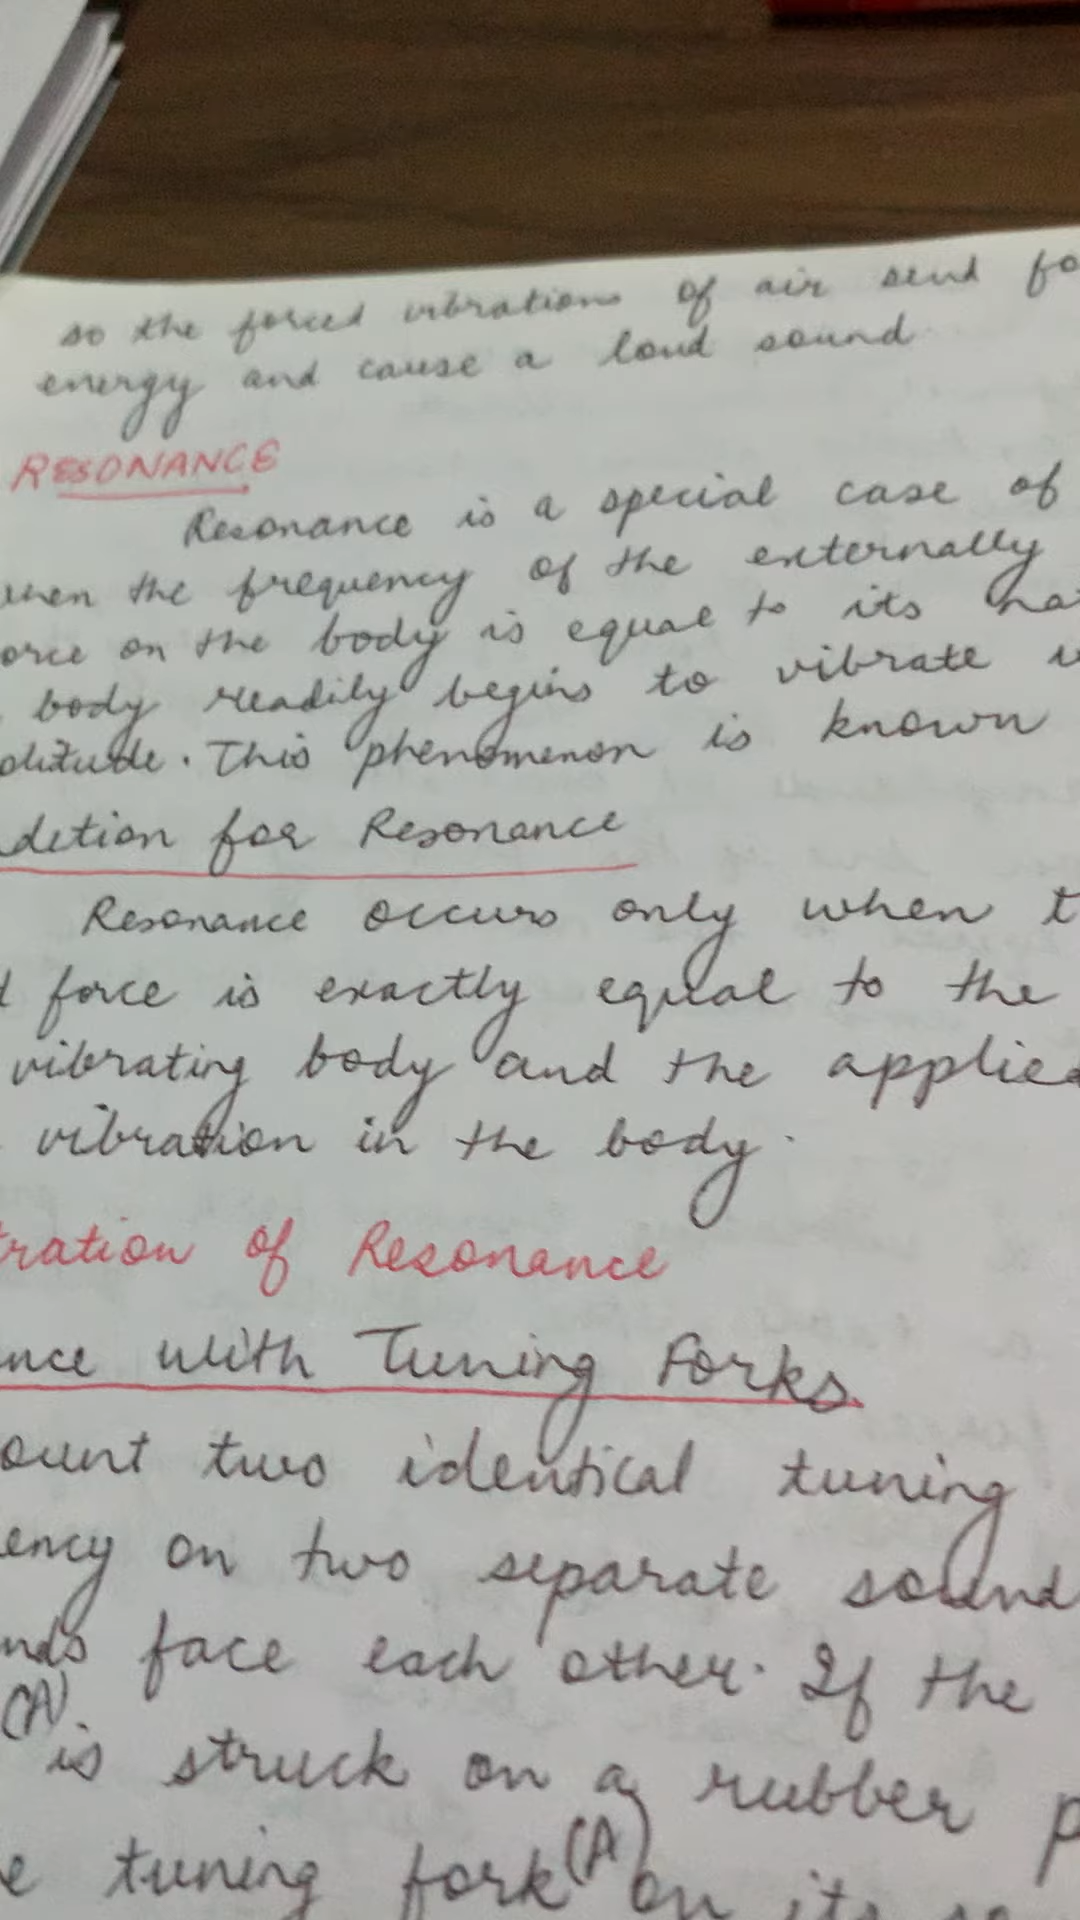 so the forced vibrations of air send fo
energy and cause a loud sound
RESONANCE
Resonance is a special case of
when the frequency of the externally
orce on the body is equal to its nat
body readily begins to vibrate w
plitude. This phenomenon is known
dition for Resonance
Resonance occurs only when t
d force is exactly equal to the
vibrating body and the applied
vibration in the body.
tration of Resonance
nce with Tuning Forks
ount two identical tuning
ency on two separate sound
nds face each other. If the
(A) is struck on a rubber p
e tuning fork (A) on its so